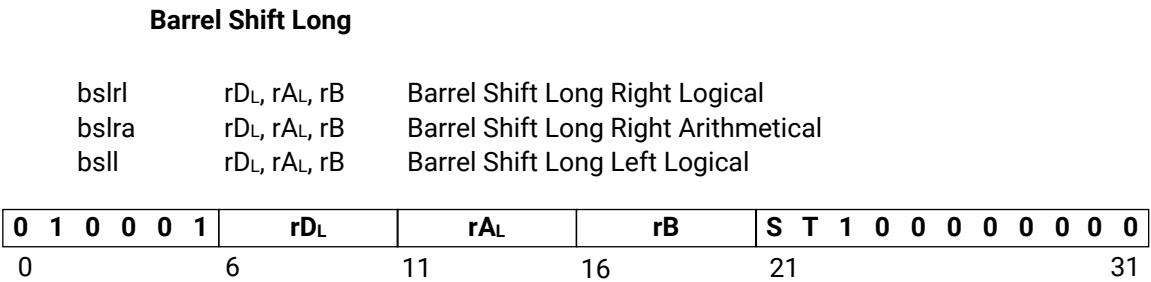 Barrel Shift Long
bslrl rDL, rAL, rB Barrel Shift Long Right Logical
bslra rDL, rAL, rB Barrel Shift Long Right Arithmetical
bsll rDL, rAL, rB Barrel Shift Long Left Logical
0 1 0 0 0 1 rDL rAL rB S T 1 0 0 0 0 0 0 0 0
0 6 11 16 21 31